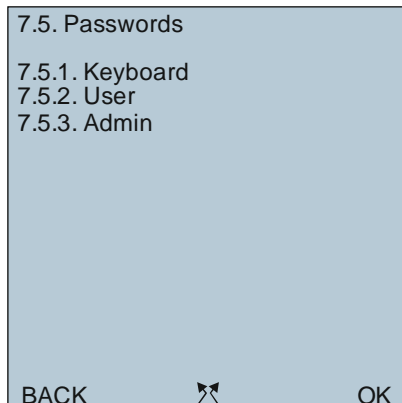 7.5. Passwords
7.5.1. Keyboard
7.5.2. User
7.5.3. Admin
BACK OK